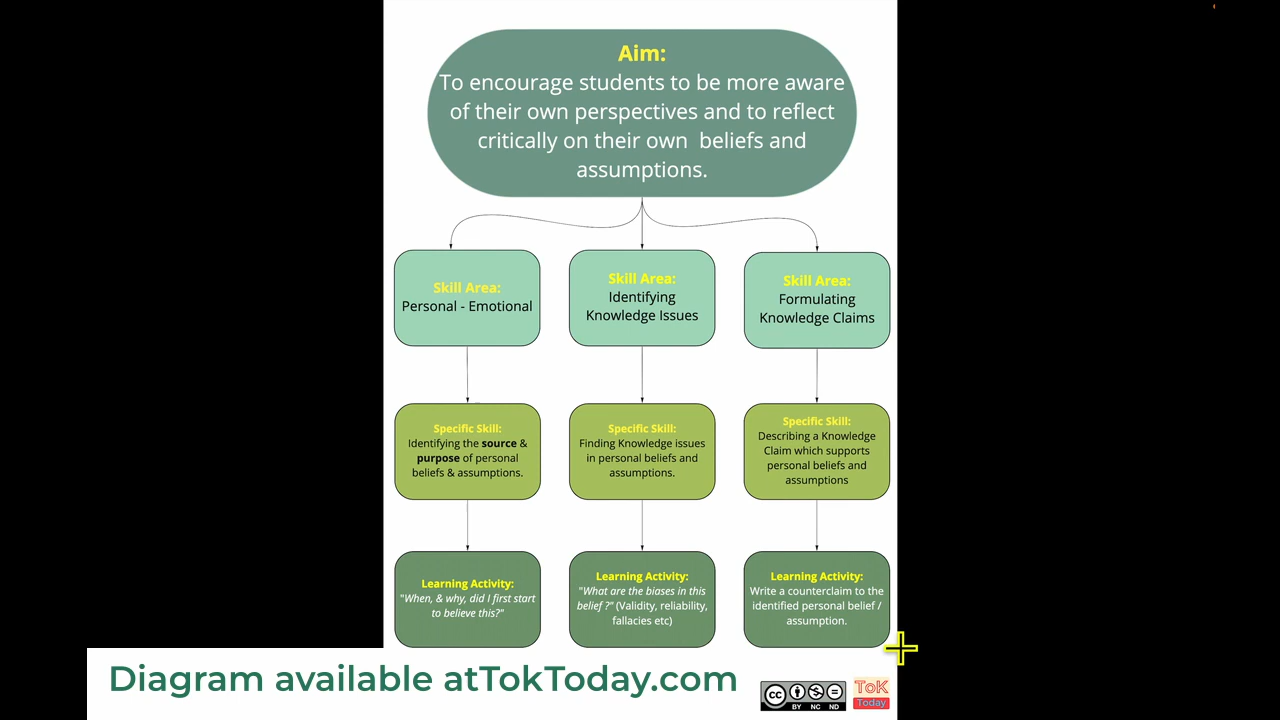 Aim:
To encourage students to be more aware
of their own perspectives and to reflect
critically on their own beliefs and
assumptions.
Skill Area:
Personal - Emotional
Skill Area:
Identifying
Knowledge Issues
Skill Area:
Formulating
Knowledge Claims
Specific Skill:
Identifying the source &
purpose of personal
beliefs & assumptions.
Specific Skill:
Finding Knowledge issues
in personal beliefs and
assumptions.
Specific Skill:
Describing a Knowledge
Claim which supports
personal beliefs and
assumptions
Learning Activity:
"When, & why, did I first start
to believe this?"
Learning Activity:
"What are the biases in this
belief ?" (Validity, reliability,
fallacies etc)
Learning Activity:
Write a counterclaim to the
identified personal belief /
assumption.
Diagram available atTokToday.com
cc
BY NC ND
ToK
Today